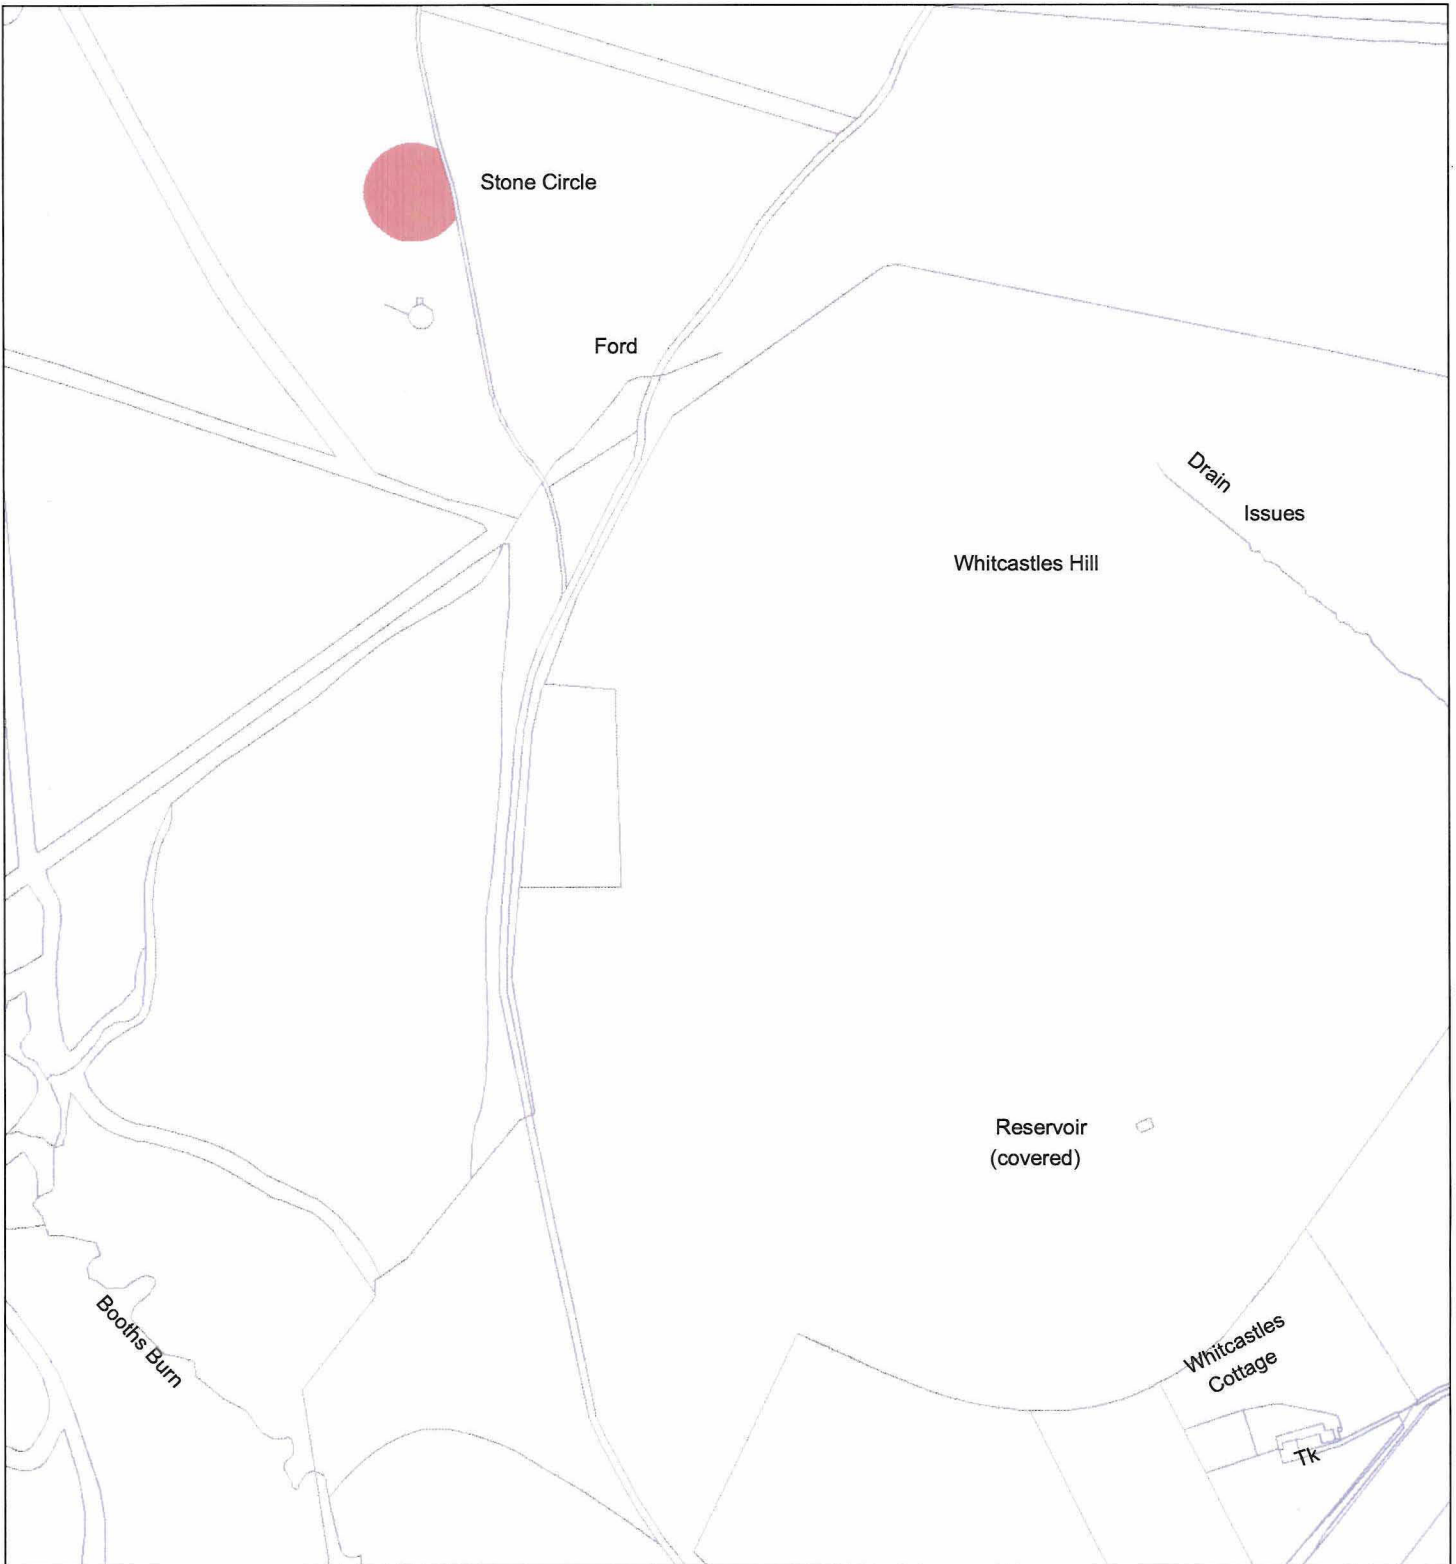 Stone Circle
Ford
Drain
Issues
Whitcastles Hill
Reservoir
(covered)
Booths Burn
Whitcastles
Cottage
Tk